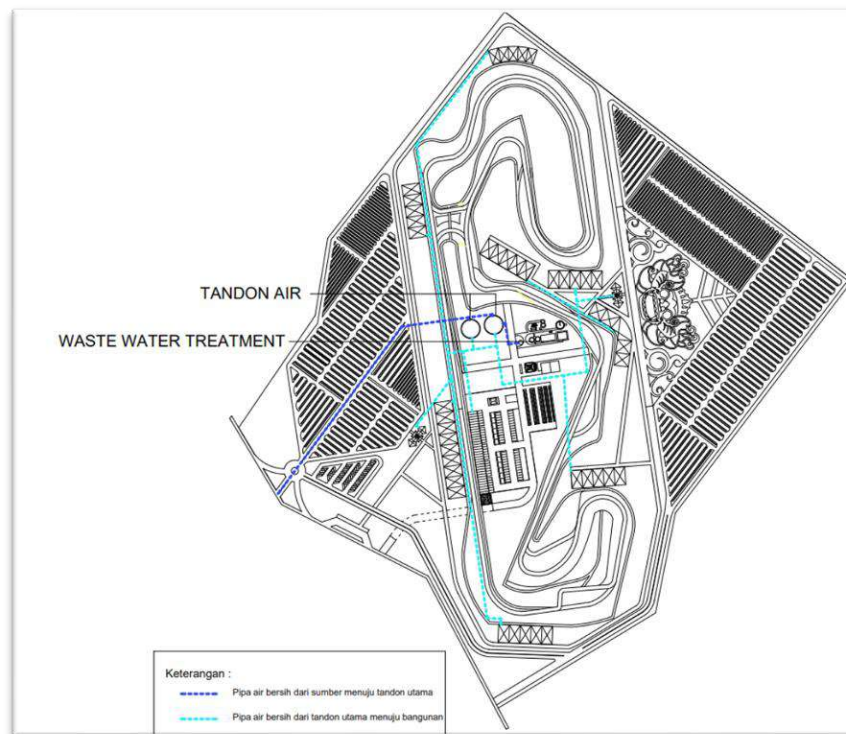 TANDON AIR
WASTE WATER TREATMENT
Keterangan :
Pipa air bersih dari sumber menuju tandon utama
Pipa air bersih dari tandon utama menuju bangunan